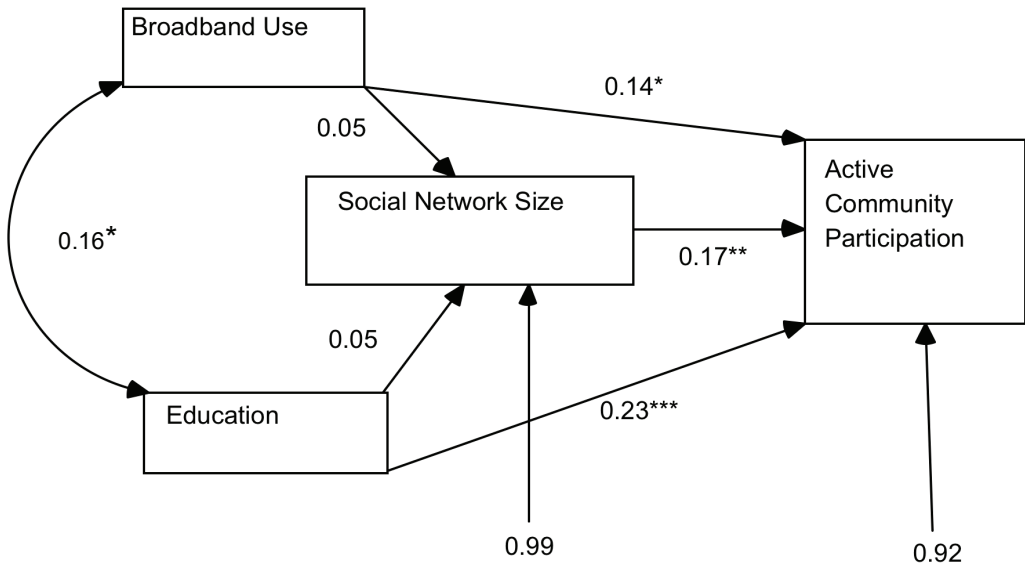 Broadband Use
0.14*
0.05
Active
Community
Participation
Social Network Size
0.16*
0.17**
0.05
Education
0.23***
0.99
0.92